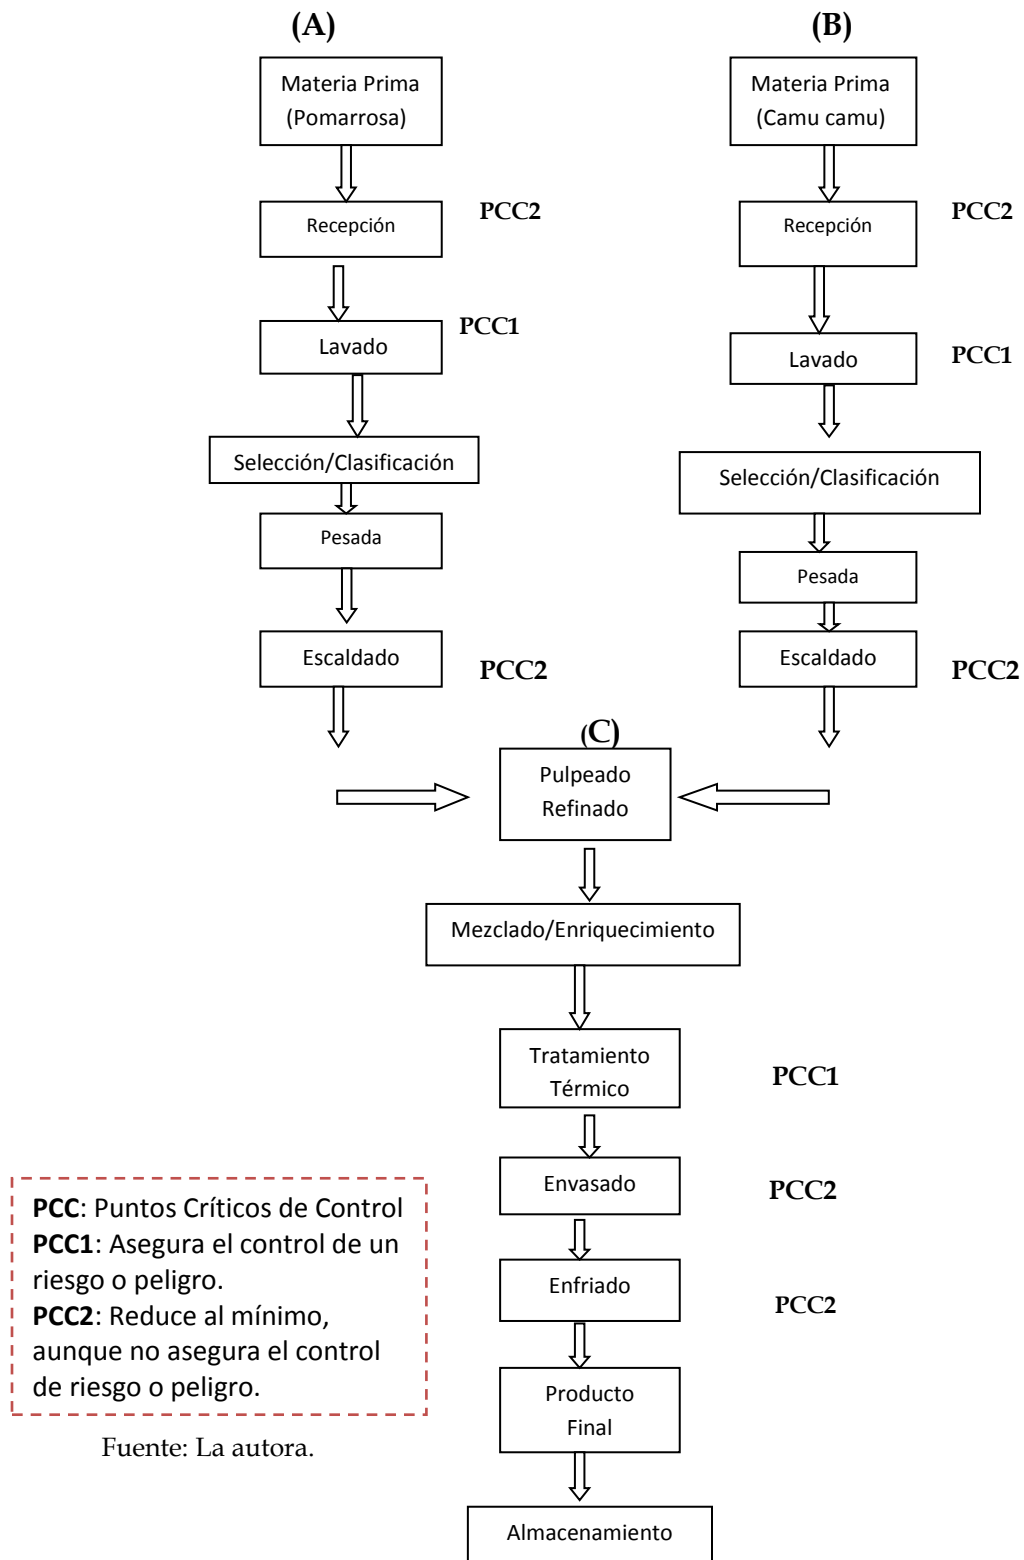 (A)
Materia Prima
(Pomarrosa)
Recepción
PCC2
Lavado
PCC1
Selección/Clasificación
Pesada
Escaldado
PCC2
(B)
Materia Prima
(Camu camu)
Recepción
PCC2
Lavado
PCC1
Selección/Clasificación
Pesada
Escaldado
PCC2
(C)
Pulpeado
Refinado
Mezclado/Enriquecimiento
Tratamiento
Térmico
PCC1
Envasado
PCC2
Enfriado
PCC2
Producto
Final
Almacenamiento
PCC: Puntos Críticos de Control
PCC1: Asegura el control de un
riesgo o peligro.
PCC2: Reduce al mínimo,
aunque no asegura el control
de riesgo o peligro.
Fuente: La autora.